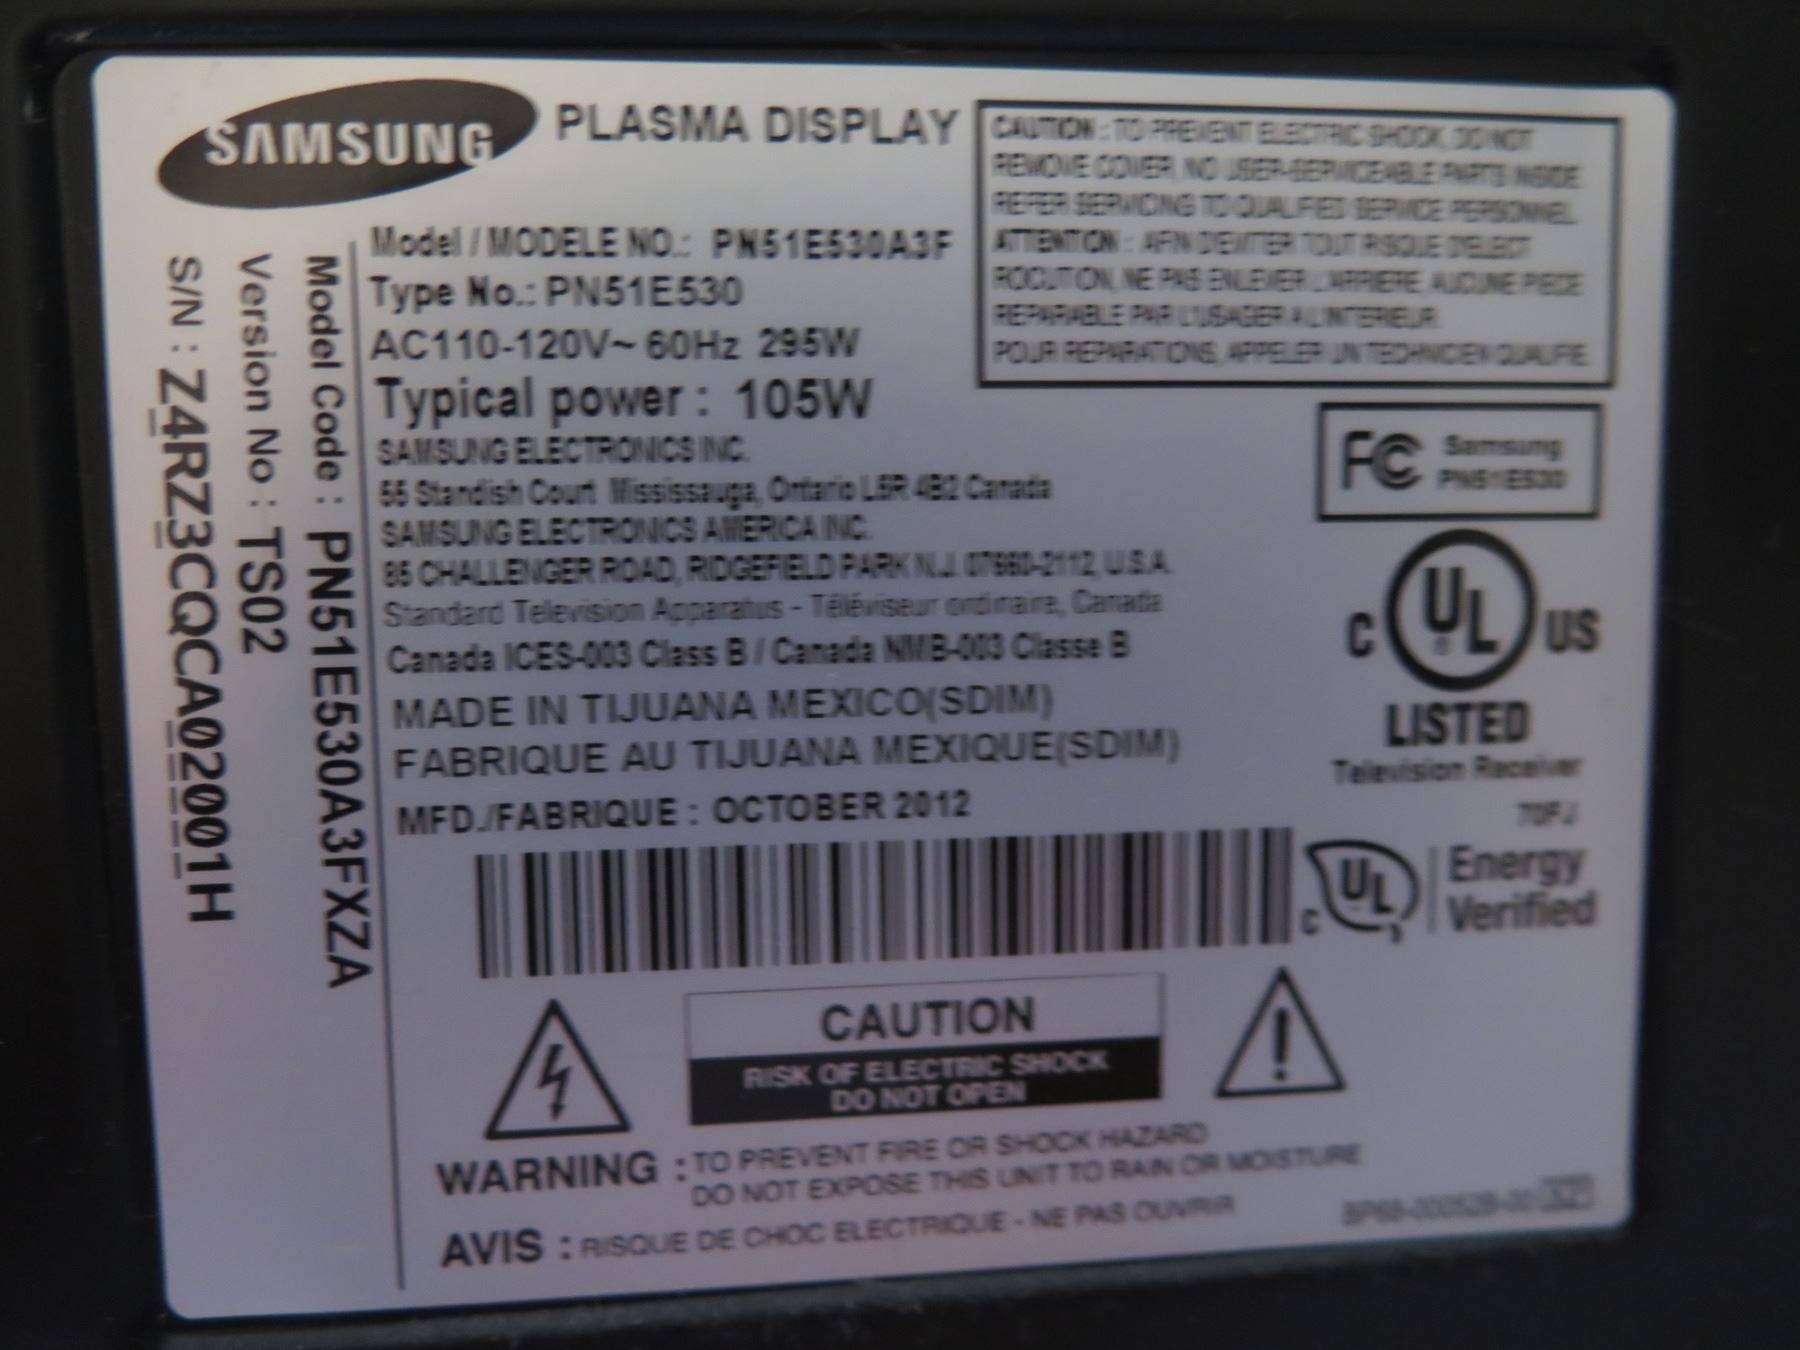 SAMSUNG PLASMA DISPLAY
Model / MODELE NO.: PN51E530A3F
Type No.: PN51E530
AC110-120V~ 60Hz 295W
Typical power : 105W
SAMSUNG ELECTRONICS INC.
55 Standish Court Mississauga, Ontario L5R 4B2 Canada
SAMSUNG ELECTRONICS AMERICA INC.
85 CHALLENGER ROAD, RIDGEFIELD PARK N.J. 07660-2112, U.S.A.
Standard Television Apparatus - Téléviseur ordinaire, Canada
Canada ICES-003 Class B / Canada NMB-003 Classe B
MADE IN TIJUANA MEXICO(SDIM)
FABRIQUE AU TIJUANA MEXIQUE(SDIM)
MFD./FABRIQUE : OCTOBER 2012
CAUTION : TO PREVENT ELECTRIC SHOCK, DO NOT
REMOVE COVER, NO USER-SERVICEABLE PARTS INSIDE
REFER SERVICING TO QUALIFIED SERVICE PERSONNEL.
ATTENTION : AFIN D'EVITER TOUT RISQUE D'ELECT
ROCUTION, NE PAS ENLEVER L'ARRIERE, AUCUNE PIECE
REPARABLE PAR L'USAGER A L'INTERIEUR.
POUR REPARATIONS, APPELER UN TECHNICIEN QUALIFIE.
FC Samsung
PN51E530
C UL US
LISTED
Television Receiver
70FJ
C UL Energy
Verified
Model Code : PN51E530A3FXZA
Version No : TS02
S/N : Z4RZ3CQCA02001H
CAUTION
RISK OF ELECTRIC SHOCK
DO NOT OPEN
WARNING : TO PREVENT FIRE OR SHOCK HAZARD
DO NOT EXPOSE THIS UNIT TO RAIN OR MOISTURE
AVIS : RISQUE DE CHOC ELECTRIQUE - NE PAS OUVRIR